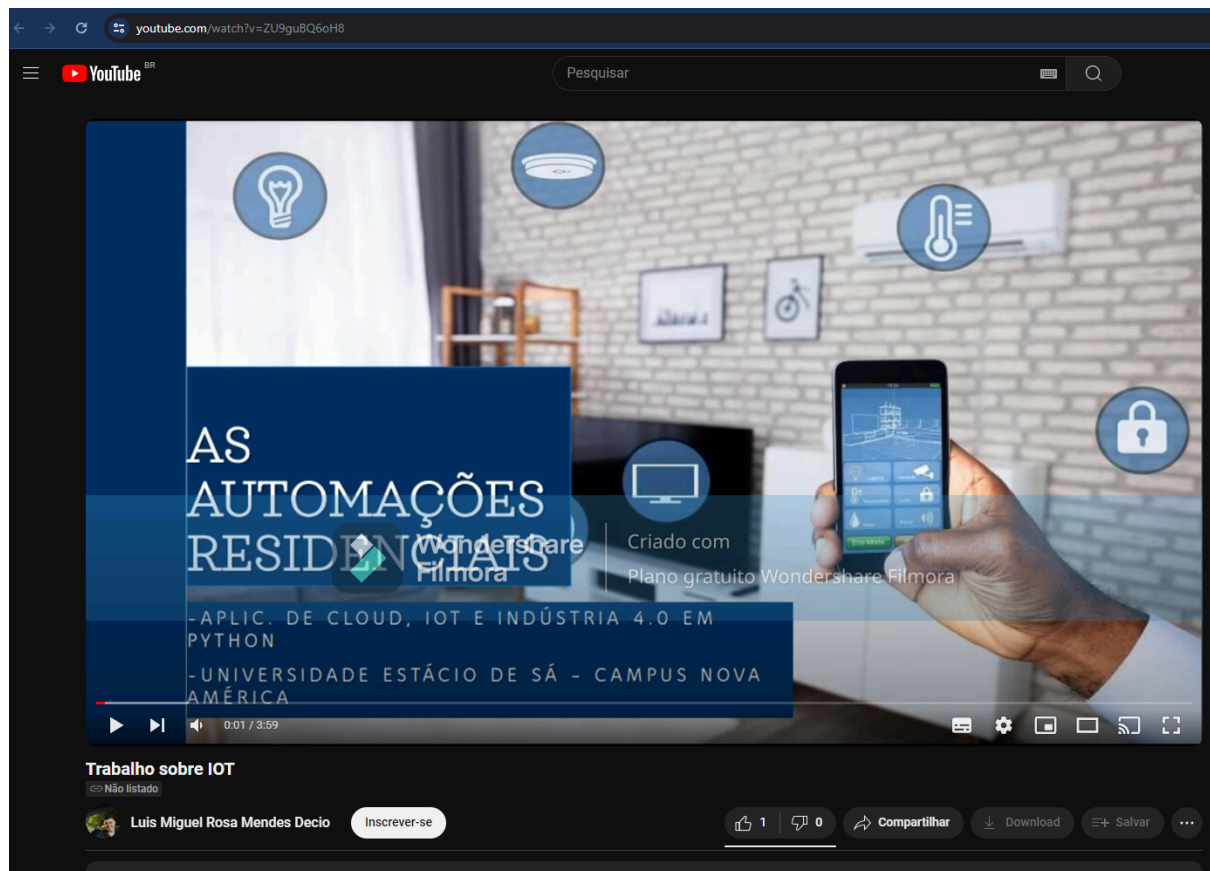 youtube.com/watch?v=ZU9guBQ6oH8
YouTube BR
Pesquisar
AS
AUTOMAÇÕES
RESIDENCIAIS
Wondershare
Filmora
Criado com
Plano gratuito Wondershare Filmora
-APLIC. DE CLOUD, IOT E INDÚSTRIA 4.0 EM
PYTHON
-UNIVERSIDADE ESTÁCIO DE SÁ – CAMPUS NOVA
AMÉRICA
0:01 / 3:59
Trabalho sobre IOT
Não listado
Luis Miguel Rosa Mendes Decio
Inscrever-se
1
0
Compartilhar
Download
Salvar